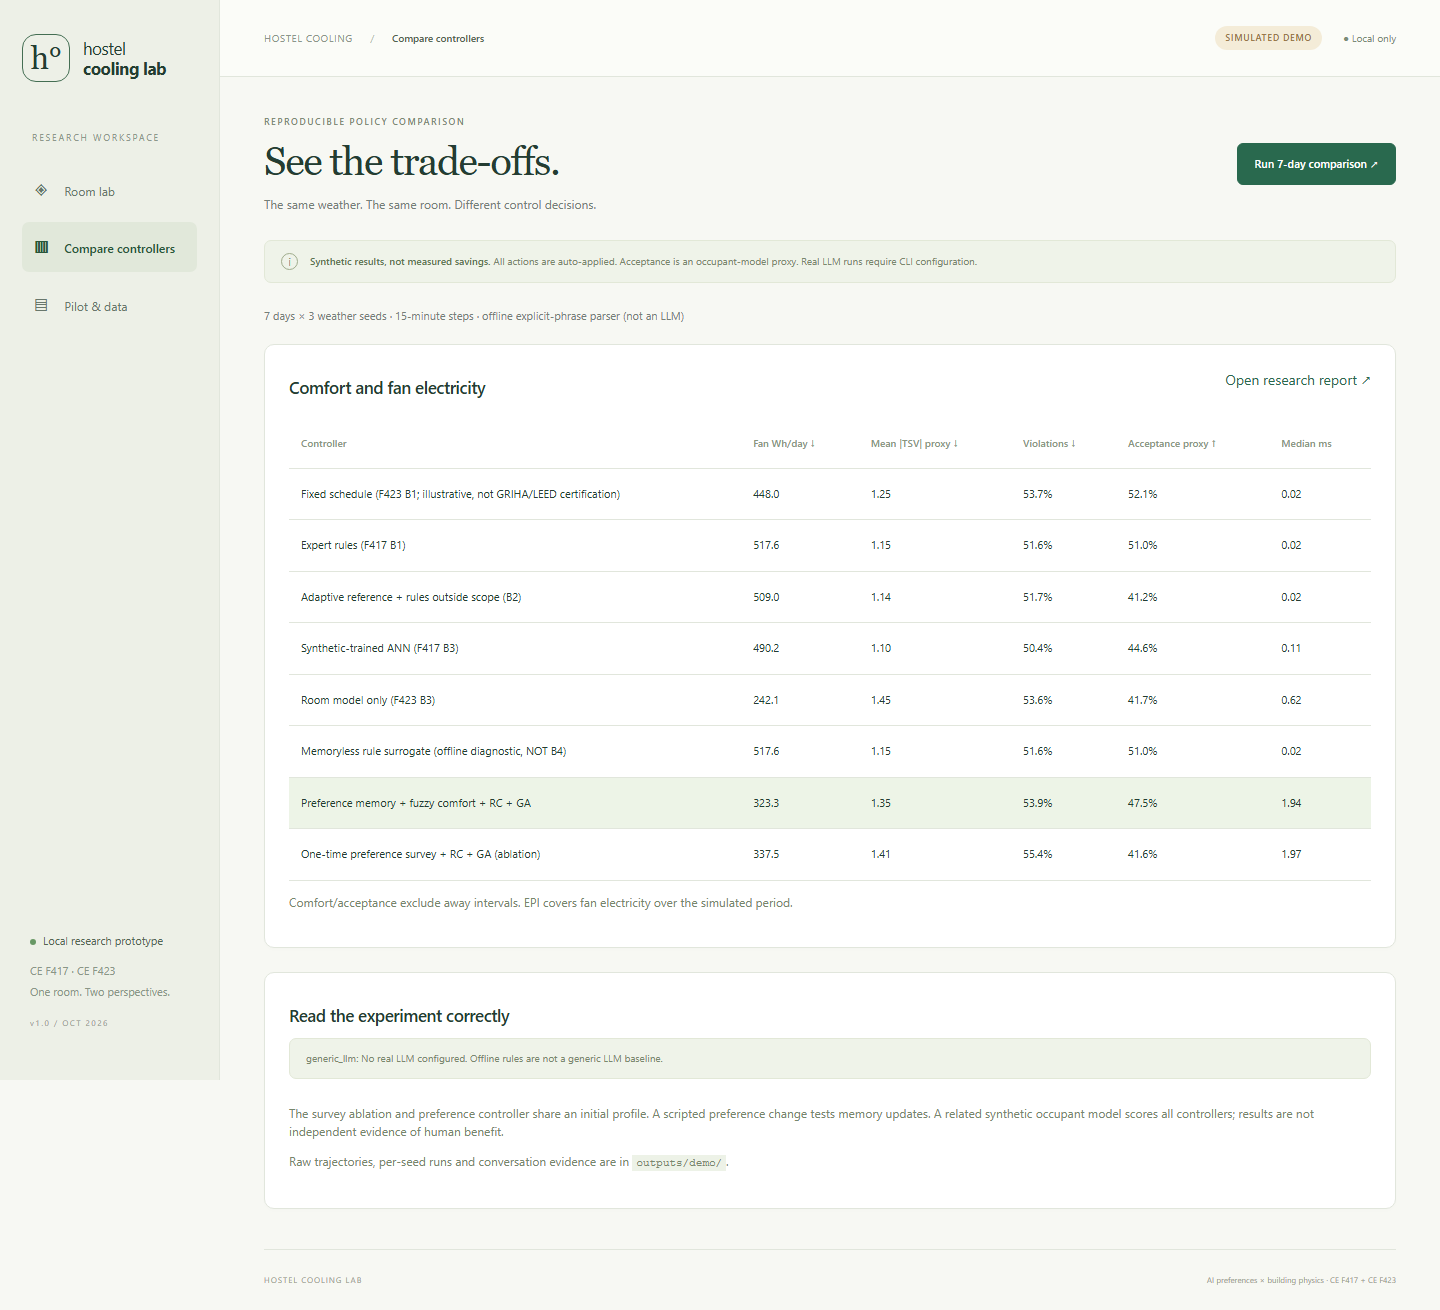 h°
hostel
cooling lab
RESEARCH WORKSPACE
Room lab
Compare controllers
Pilot & data
Local research prototype
CE F417 · CE F423
One room. Two perspectives.
v1.0 / OCT 2026
HOSTEL COOLING / Compare controllers
SIMULATED DEMO
● Local only
REPRODUCIBLE POLICY COMPARISON
See the trade-offs.
The same weather. The same room. Different control decisions.
Run 7-day comparison ↗
i Synthetic results, not measured savings. All actions are auto-applied. Acceptance is an occupant-model proxy. Real LLM runs require CLI configuration.
7 days × 3 weather seeds · 15-minute steps · offline explicit-phrase parser (not an LLM)
Comfort and fan electricity
Open research report ↗
Controller Fan Wh/day ↓ Mean |TSV| proxy ↓ Violations ↓ Acceptance proxy ↑ Median ms
Fixed schedule (F423 B1; illustrative, not GRIHA/LEED certification) 448.0 1.25 53.7% 52.1% 0.02
Expert rules (F417 B1) 517.6 1.15 51.6% 51.0% 0.02
Adaptive reference + rules outside scope (B2) 509.0 1.14 51.7% 41.2% 0.02
Synthetic-trained ANN (F417 B3) 490.2 1.10 50.4% 44.6% 0.11
Room model only (F423 B3) 242.1 1.45 53.6% 41.7% 0.62
Memoryless rule surrogate (offline diagnostic, NOT B4) 517.6 1.15 51.6% 51.0% 0.02
Preference memory + fuzzy comfort + RC + GA 323.3 1.35 53.9% 47.5% 1.94
One-time preference survey + RC + GA (ablation) 337.5 1.41 55.4% 41.6% 1.97
Comfort/acceptance exclude away intervals. EPI covers fan electricity over the simulated period.
Read the experiment correctly
generic_llm: No real LLM configured. Offline rules are not a generic LLM baseline.
The survey ablation and preference controller share an initial profile. A scripted preference change tests memory updates. A related synthetic occupant model scores all controllers; results are not
independent evidence of human benefit.
Raw trajectories, per-seed runs and conversation evidence are in outputs/demo/.
HOSTEL COOLING LAB
AI preferences × building physics · CE F417 + CE F423